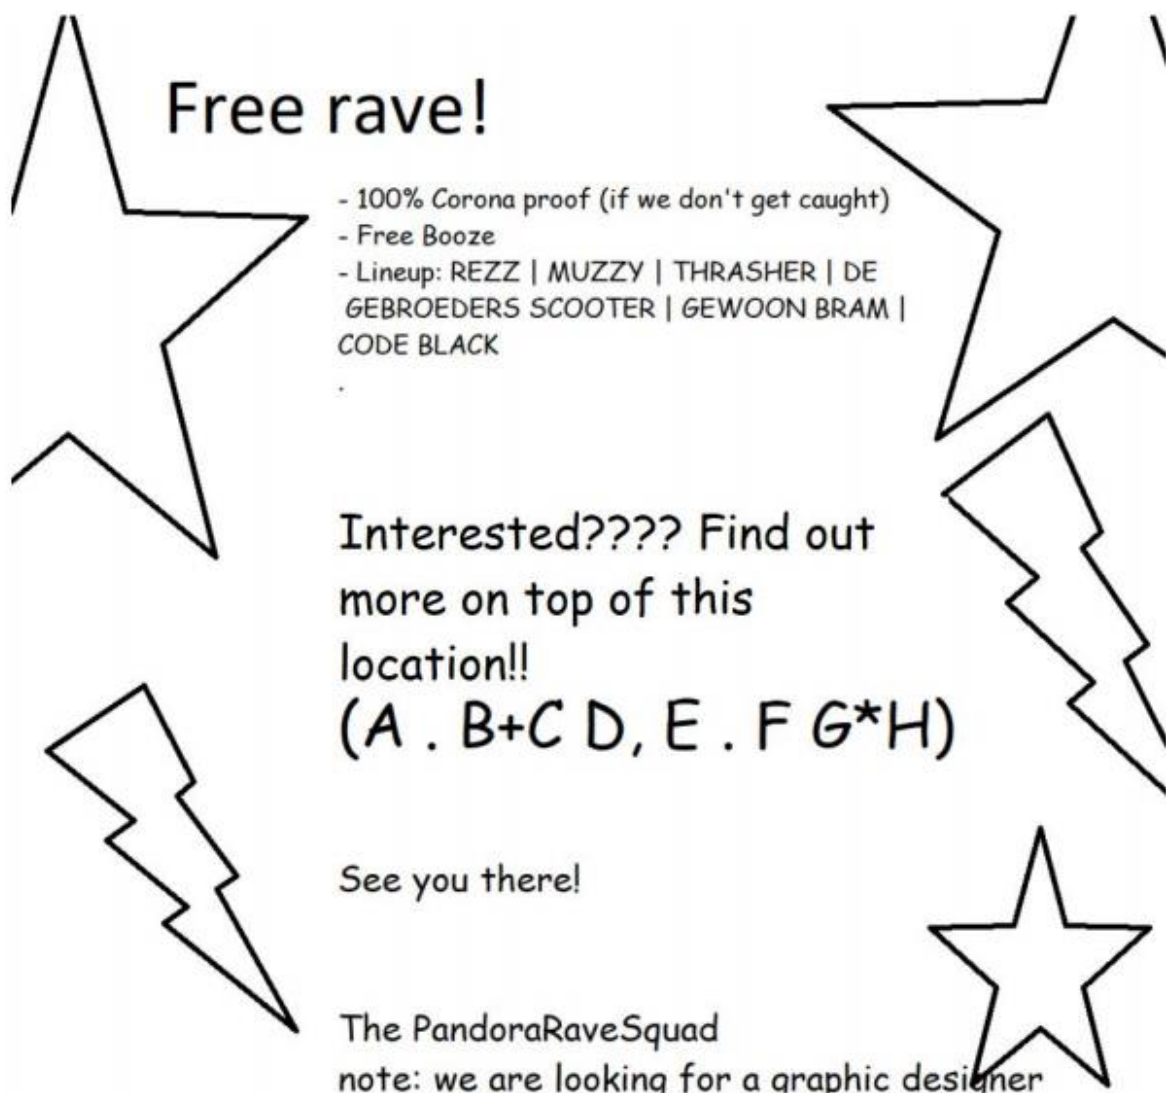 Free rave!
- 100% Corona proof (if we don't get caught)
- Free Booze
- Lineup: REZZ | MUZZY | THRASHER | DE
GEBROEDERS SCOOTER | GEWOON BRAM |
CODE BLACK
.
Interested???? Find out
more on top of this
location!!
(A . B+C D, E . F G*H)
See you there!
The PandoraRaveSquad
note: we are looking for a graphic designer